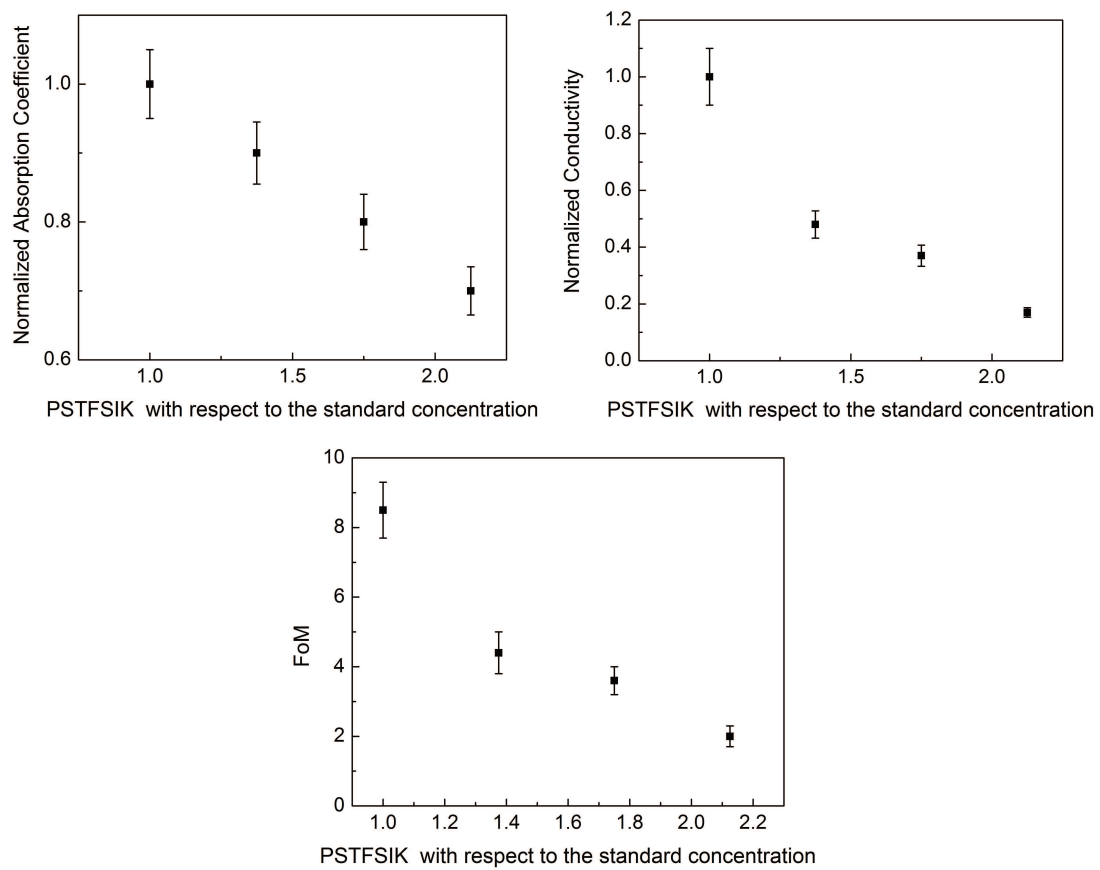 Normalized Absorption Coefficient
1.0
0.8
0.6
1.0 1.5 2.0
PSTFSIK with respect to the standard concentration
Normalized Conductivity
1.2
1.0
0.8
0.6
0.4
0.2
0.0
1.0 1.5 2.0
PSTFSIK with respect to the standard concentration
FoM
10
8
6
4
2
0
1.0 1.2 1.4 1.6 1.8 2.0 2.2
PSTFSIK with respect to the standard concentration